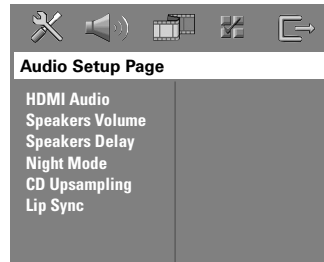 Audio Setup Page
HDMI Audio
Speakers Volume
Speakers Delay
Night Mode
CD Upsampling
Lip Sync